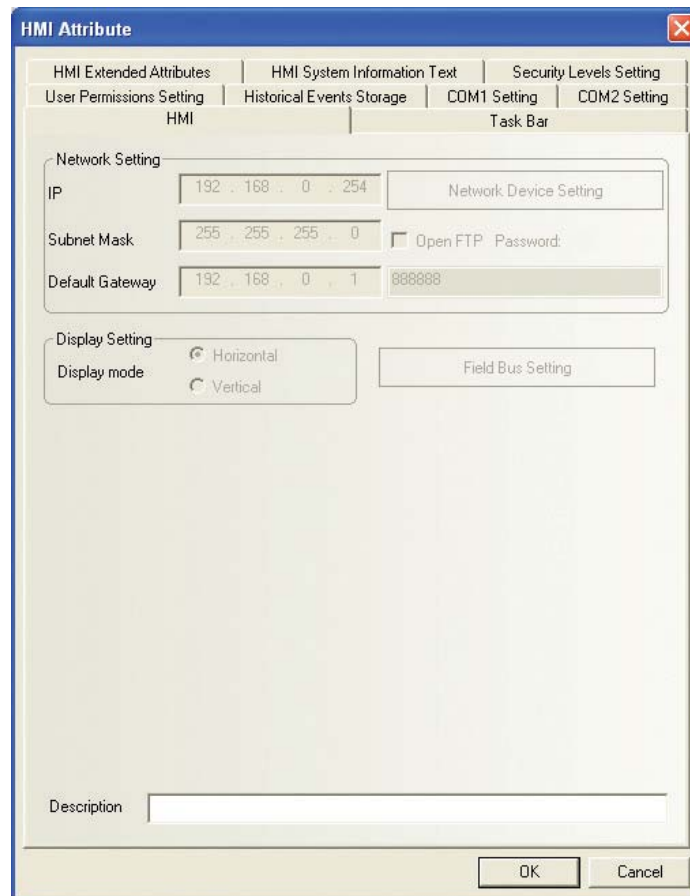 HMI Attribute
HMI Extended Attributes HMI System Information Text Security Levels Setting
User Permissions Setting Historical Events Storage COM1 Setting COM2 Setting
HMI Task Bar
Network Setting
IP 192 . 168 . 0 . 254 Network Device Setting
Subnet Mask 255 . 255 . 255 . 0 Open FTP Password:
Default Gateway 192 . 168 . 0 . 1 888888
Display Setting
Display mode Horizontal Field Bus Setting
Vertical
Description
OK Cancel